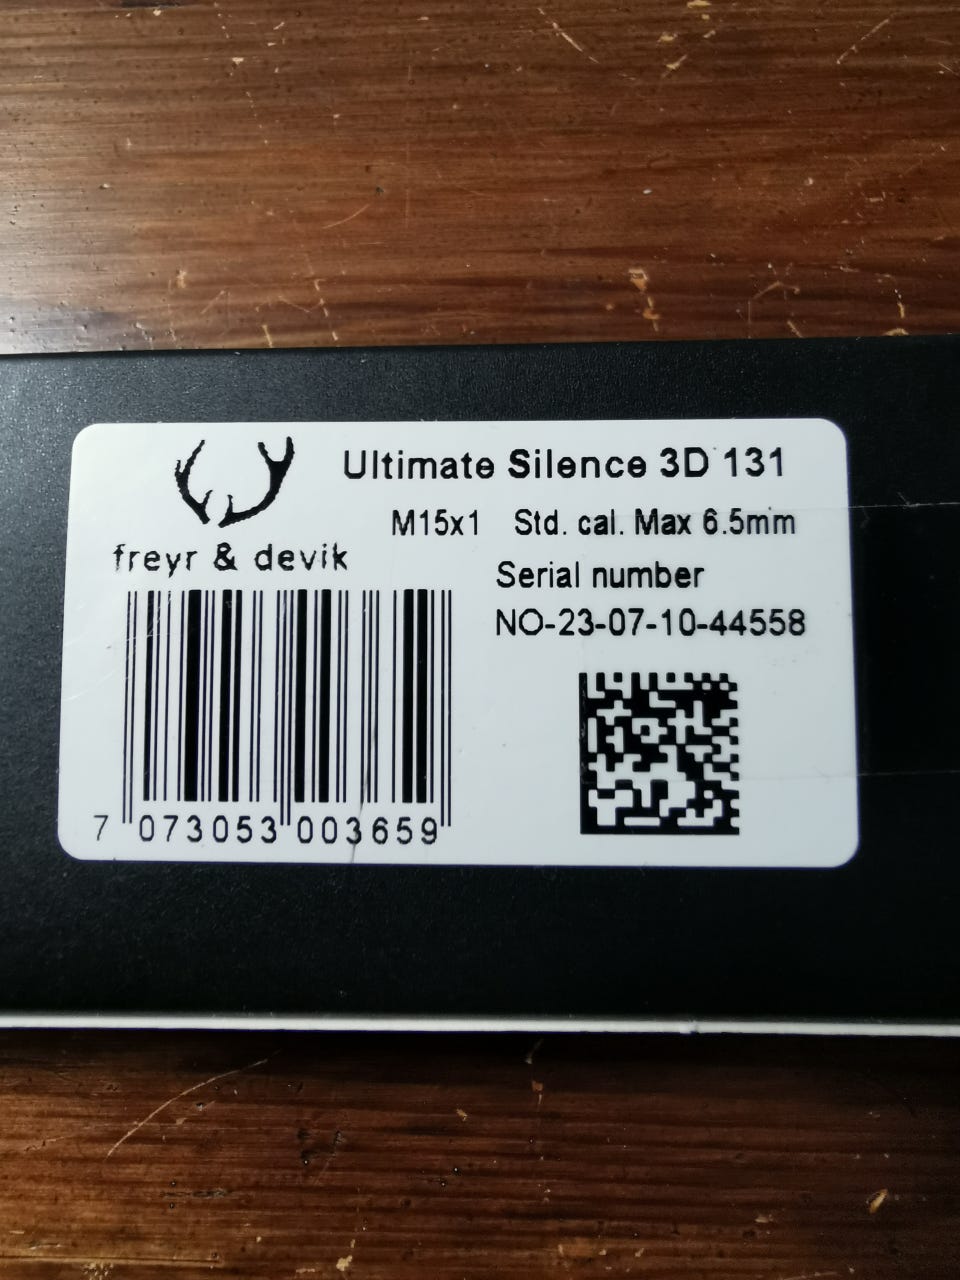 Ultimate Silence 3D 131
M15x1 Std. cal. Max 6.5mm
freyr & devik
Serial number
NO-23-07-10-44558
7 073053 003659